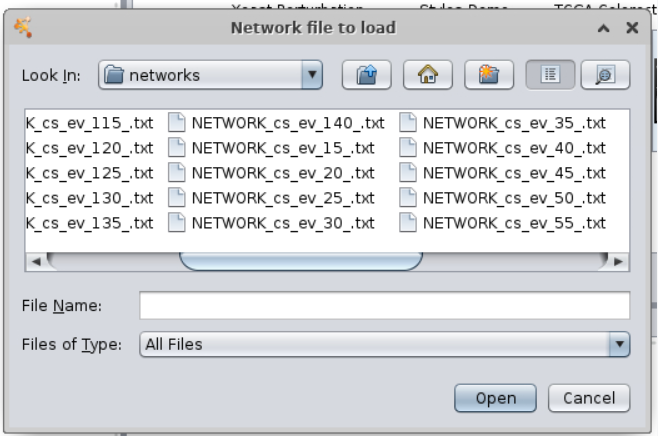 Network file to load
Look In: networks
K_cs_ev_115_.txt NETWORK_cs_ev_140_.txt NETWORK_cs_ev_35_.txt
K_cs_ev_120_.txt NETWORK_cs_ev_15_.txt NETWORK_cs_ev_40_.txt
K_cs_ev_125_.txt NETWORK_cs_ev_20_.txt NETWORK_cs_ev_45_.txt
K_cs_ev_130_.txt NETWORK_cs_ev_25_.txt NETWORK_cs_ev_50_.txt
K_cs_ev_135_.txt NETWORK_cs_ev_30_.txt NETWORK_cs_ev_55_.txt
File Name:
Files of Type: All Files
Open Cancel